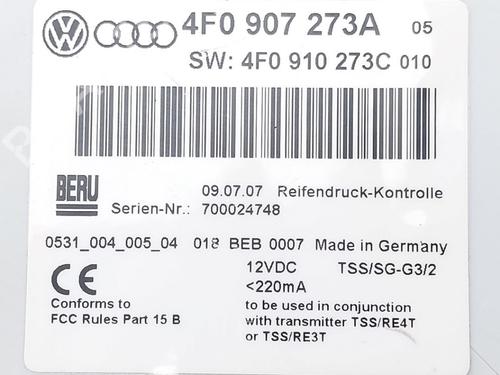 4F0 907 273A 05
SW: 4F0 910 273C 010
BERU
09.07.07 Reifendruck-Kontrolle
Serien-Nr.: 700024748
0531_004_005_04 018 BEB 0007 Made in Germany
CE 12VDC TSS/SG-G3/2
<220mA
Conforms to
FCC Rules Part 15 B
to be used in conjunction
with transmitter TSS/RE4T
or TSS/RE3T